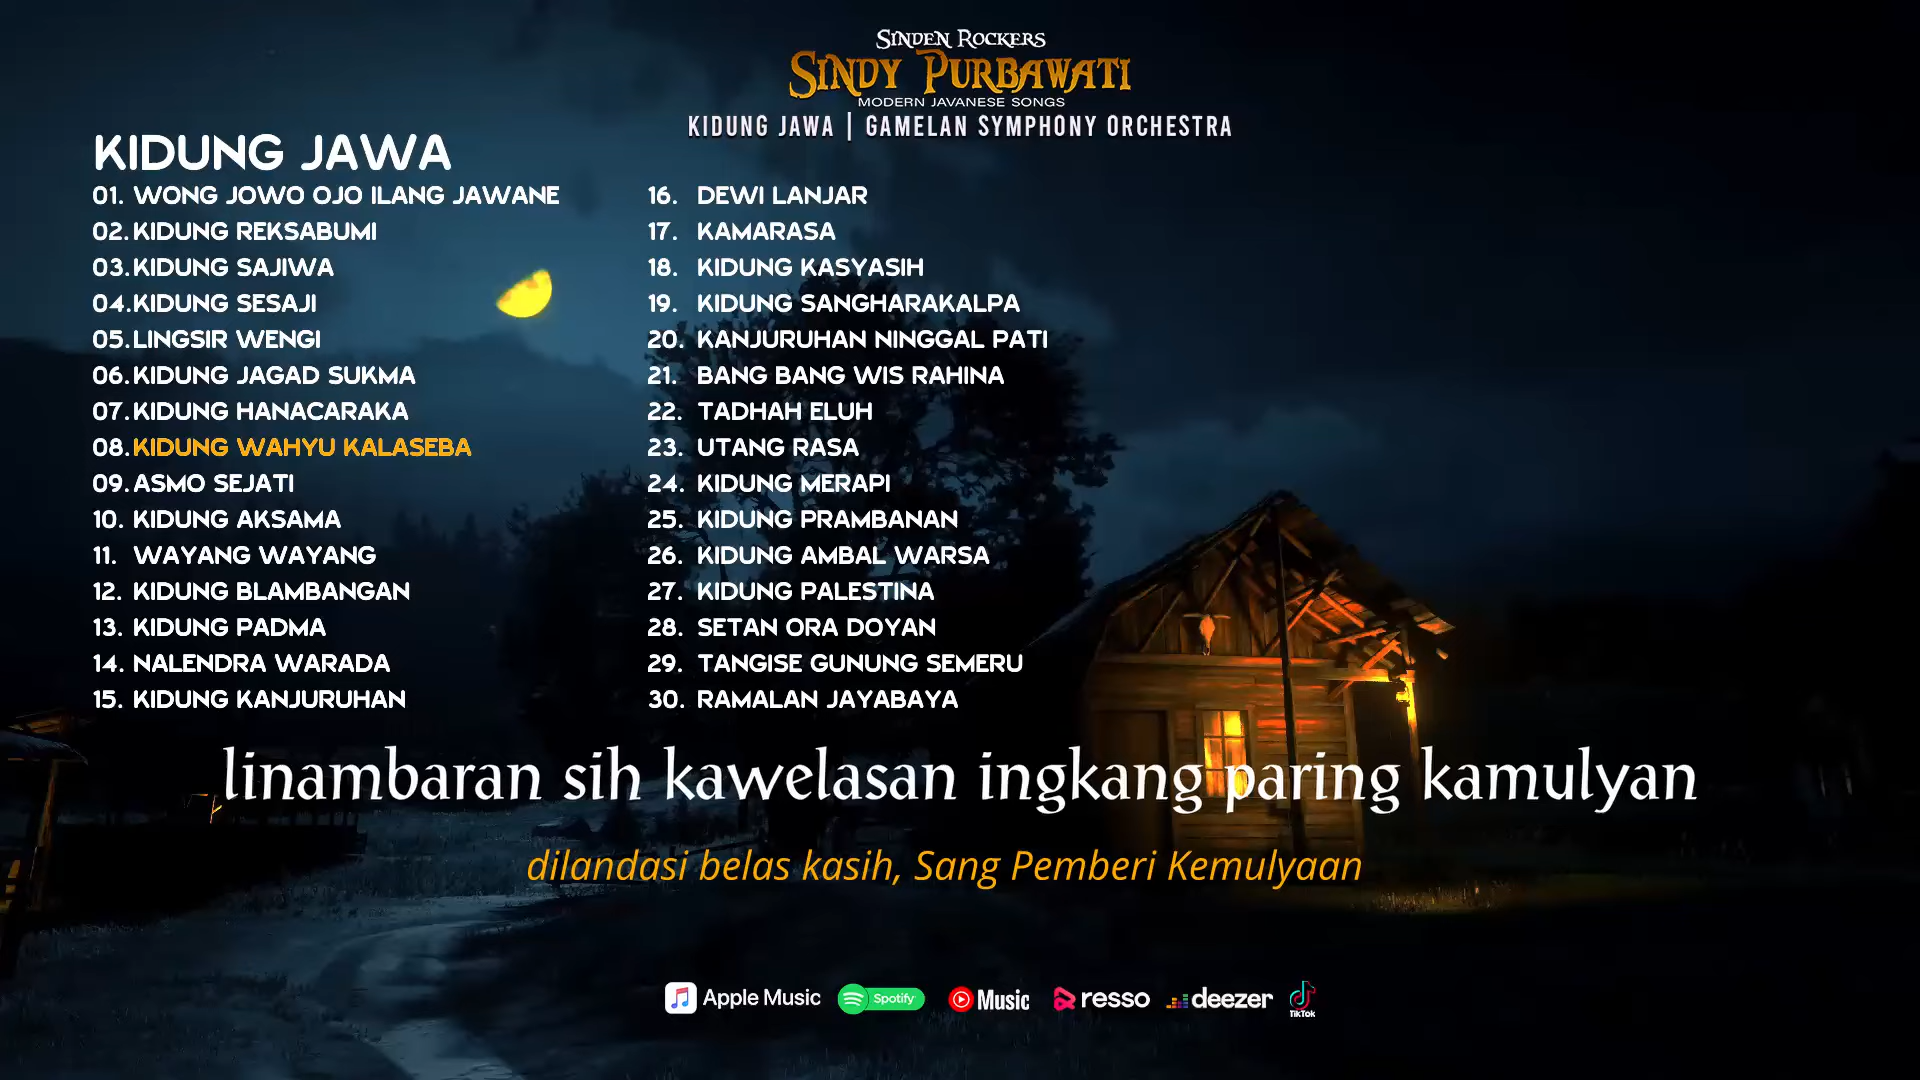 SINDEN ROCKERS
SINDY PURBAWATI
MODERN JAVANESE SONGS
KIDUNG JAWA | GAMELAN SYMPHONY ORCHESTRA
KIDUNG JAWA
01. WONG JOWO OJO ILANG JAWANE
02. KIDUNG REKSABUMI
03. KIDUNG SAJIWA
04. KIDUNG SESAJI
05. LINGSIR WENGI
06. KIDUNG JAGAD SUKMA
07. KIDUNG HANACARAKA
08. KIDUNG WAHYU KALASEBA
09. ASMO SEJATI
10. KIDUNG AKSAMA
11. WAYANG WAYANG
12. KIDUNG BLAMBANGAN
13. KIDUNG PADMA
14. NALENDRA WARADA
15. KIDUNG KANJURUHAN
16. DEWI LANJAR
17. KAMARASA
18. KIDUNG KASYASIH
19. KIDUNG SANGHARAKALPA
20. KANJURUHAN NINGGAL PATI
21. BANG BANG WIS RAHINA
22. TADHAH ELUH
23. UTANG RASA
24. KIDUNG MERAPI
25. KIDUNG PRAMBANAN
26. KIDUNG AMBAL WARSA
27. KIDUNG PALESTINA
28. SETAN ORA DOYAN
29. TANGISE GUNUNG SEMERU
30. RAMALAN JAYABAYA
linambaran sih kawelasan ingkang paring kamulyan
dilandasi belas kasih, Sang Pemberi Kemulyaan
Apple Music Spotify Music resso deezer TikTok